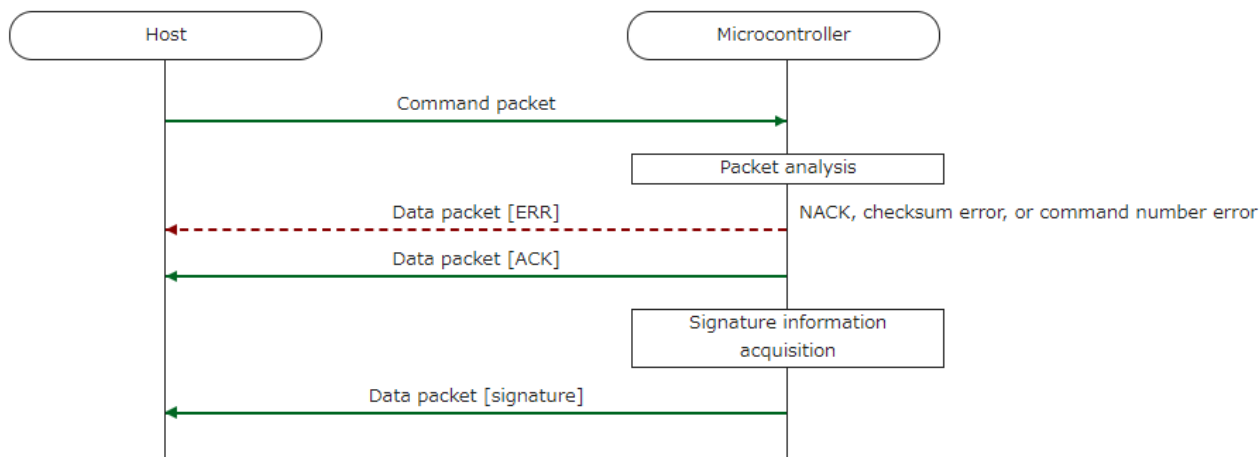 Host
Microcontroller
Command packet
Packet analysis
Data packet [ERR]
NACK, checksum error, or command number error
Data packet [ACK]
Signature information
acquisition
Data packet [signature]